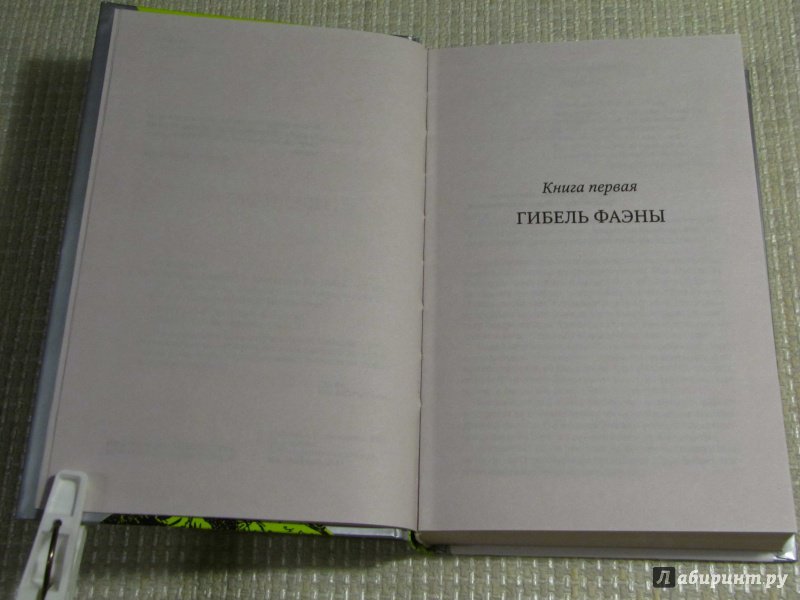 Книга первая
ГИБЕЛЬ ФАЭНЫ
Лабиринт.ру